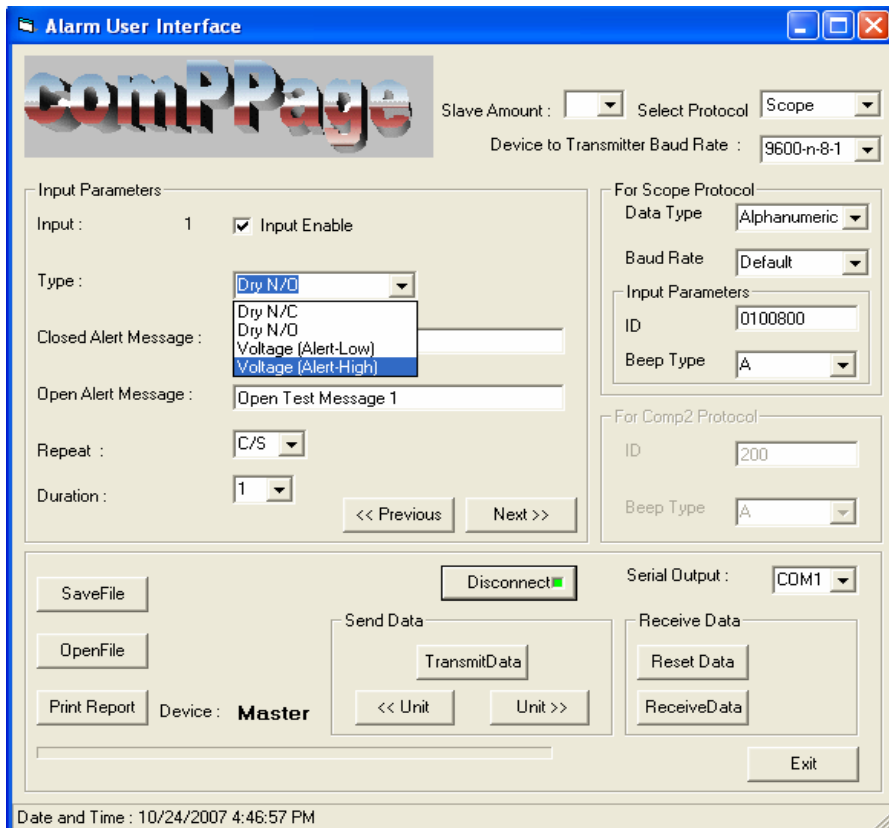 Alarm User Interface
comPPage
Slave Amount :
Select Protocol Scope
Device to Transmitter Baud Rate : 9600-n-8-1
Input Parameters
Input : 1 Input Enable
Type : Dry N/O
Dry N/C
Dry N/O
Voltage (Alert-Low)
Voltage (Alert-High)
Closed Alert Message :
Open Alert Message : Open Test Message 1
Repeat : C/S
Duration : 1
<< Previous Next >>
For Scope Protocol
Data Type Alphanumeric
Baud Rate Default
Input Parameters
ID 0100800
Beep Type A
For Comp2 Protocol
ID 200
Beep Type A
SaveFile
OpenFile
Print Report
Device : Master
Disconnect
Serial Output : COM1
Send Data
TransmitData
<< Unit Unit >>
Receive Data
Reset Data
ReceiveData
Exit
Date and Time : 10/24/2007 4:46:57 PM